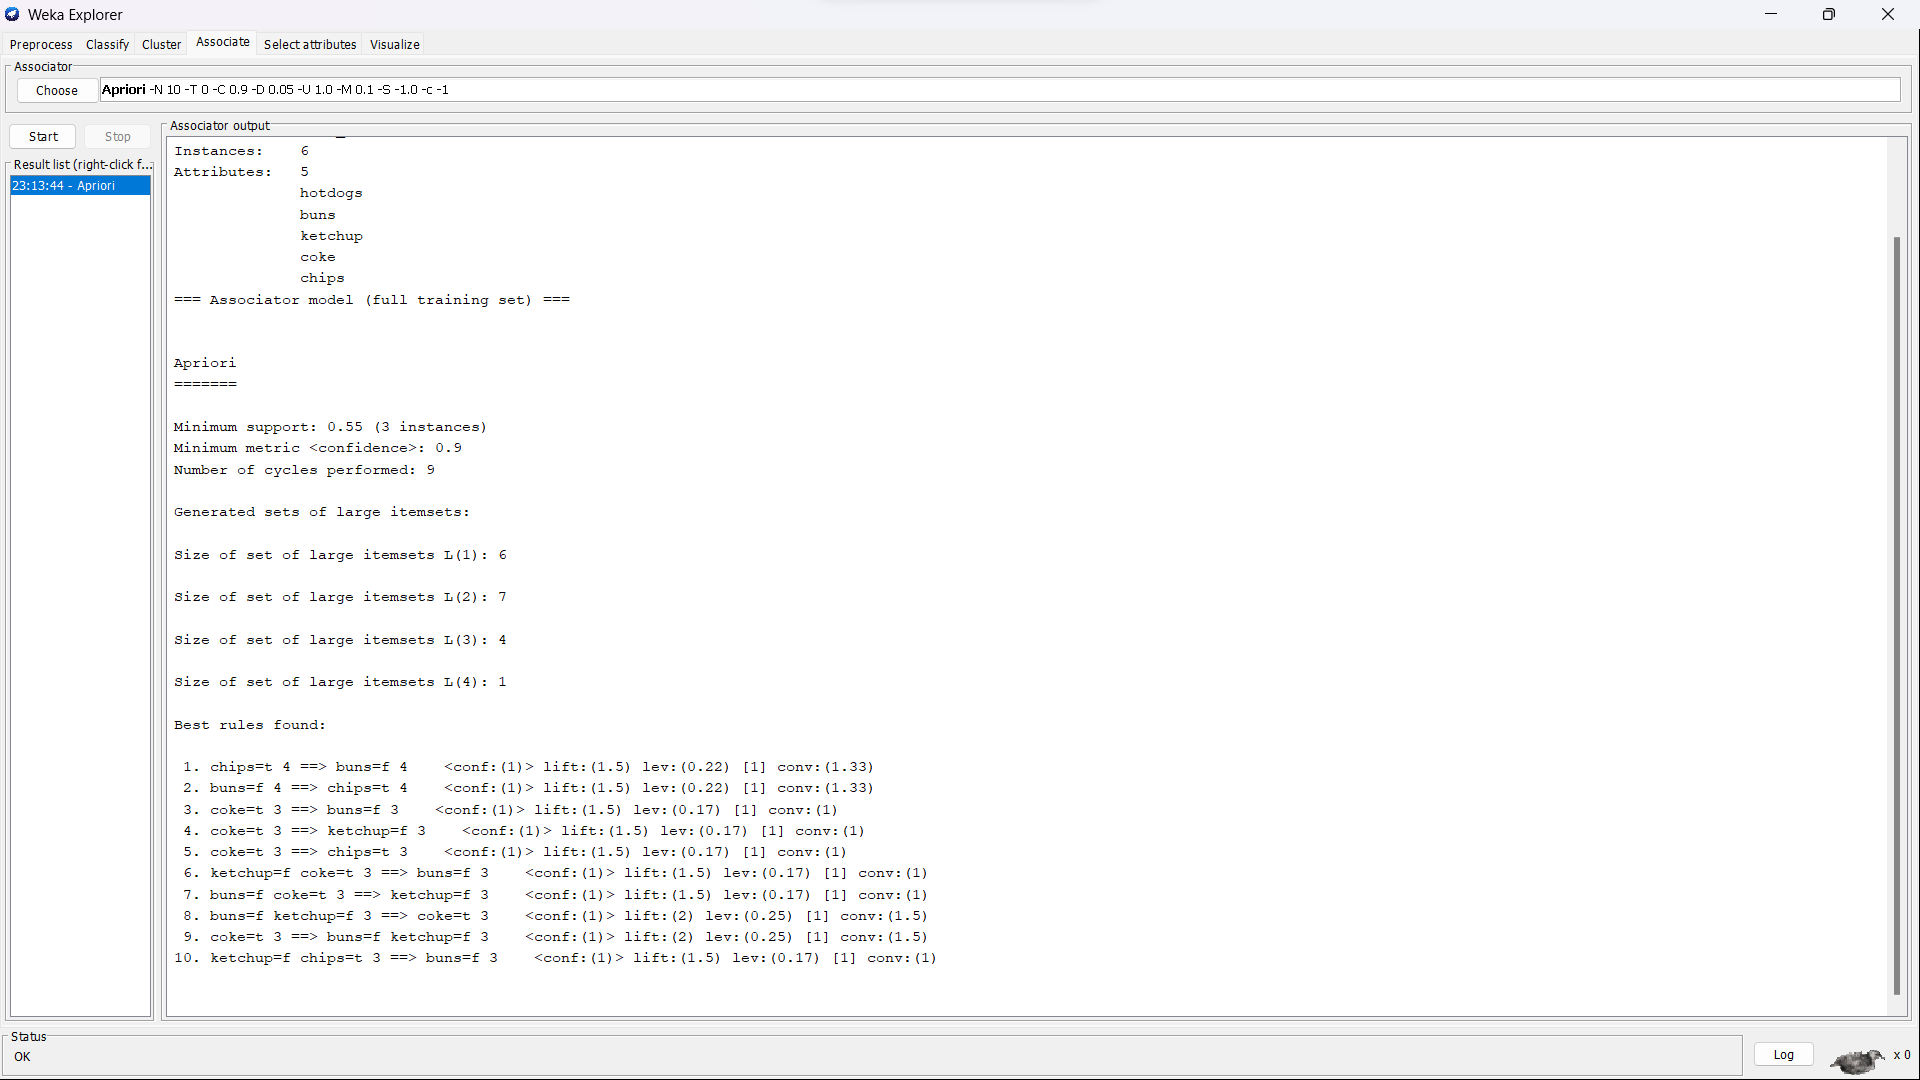 Weka Explorer
Preprocess Classify Cluster Associate Select attributes Visualize
Associator
Choose Apriori -N 10 -T 0 -C 0.9 -D 0.05 -U 1.0 -M 0.1 -S -1.0 -c -1
Start Stop
Result list (right-click f...
23:13:44 - Apriori
Associator output
Instances: 6
Attributes: 5
hotdogs
buns
ketchup
coke
chips
=== Associator model (full training set) ===
Apriori
=======
Minimum support: 0.55 (3 instances)
Minimum metric <confidence>: 0.9
Number of cycles performed: 9
Generated sets of large itemsets:
Size of set of large itemsets L(1): 6
Size of set of large itemsets L(2): 7
Size of set of large itemsets L(3): 4
Size of set of large itemsets L(4): 1
Best rules found:
1. chips=t 4 ==> buns=f 4 <conf:(1)> lift:(1.5) lev:(0.22) [1] conv:(1.33)
2. buns=f 4 ==> chips=t 4 <conf:(1)> lift:(1.5) lev:(0.22) [1] conv:(1.33)
3. coke=t 3 ==> buns=f 3 <conf:(1)> lift:(1.5) lev:(0.17) [1] conv:(1)
4. coke=t 3 ==> ketchup=f 3 <conf:(1)> lift:(1.5) lev:(0.17) [1] conv:(1)
5. coke=t 3 ==> chips=t 3 <conf:(1)> lift:(1.5) lev:(0.17) [1] conv:(1)
6. ketchup=f coke=t 3 ==> buns=f 3 <conf:(1)> lift:(1.5) lev:(0.17) [1] conv:(1)
7. buns=f coke=t 3 ==> ketchup=f 3 <conf:(1)> lift:(1.5) lev:(0.17) [1] conv:(1)
8. buns=f ketchup=f 3 ==> coke=t 3 <conf:(1)> lift:(2) lev:(0.25) [1] conv:(1.5)
9. coke=t 3 ==> buns=f ketchup=f 3 <conf:(1)> lift:(2) lev:(0.25) [1] conv:(1.5)
10. ketchup=f chips=t 3 ==> buns=f 3 <conf:(1)> lift:(1.5) lev:(0.17) [1] conv:(1)
Status
OK
Log
x 0